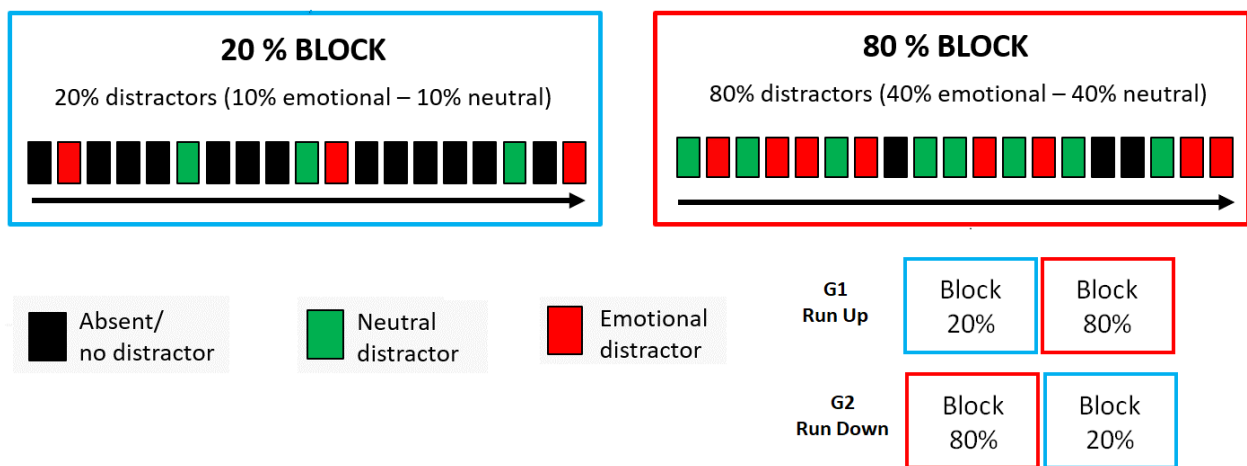 20 % BLOCK
20% distractors (10% emotional – 10% neutral)
80 % BLOCK
80% distractors (40% emotional – 40% neutral)
Absent/
no distractor
Neutral
distractor
Emotional
distractor
G1
Run Up
Block
20%
Block
80%
G2
Run Down
Block
80%
Block
20%